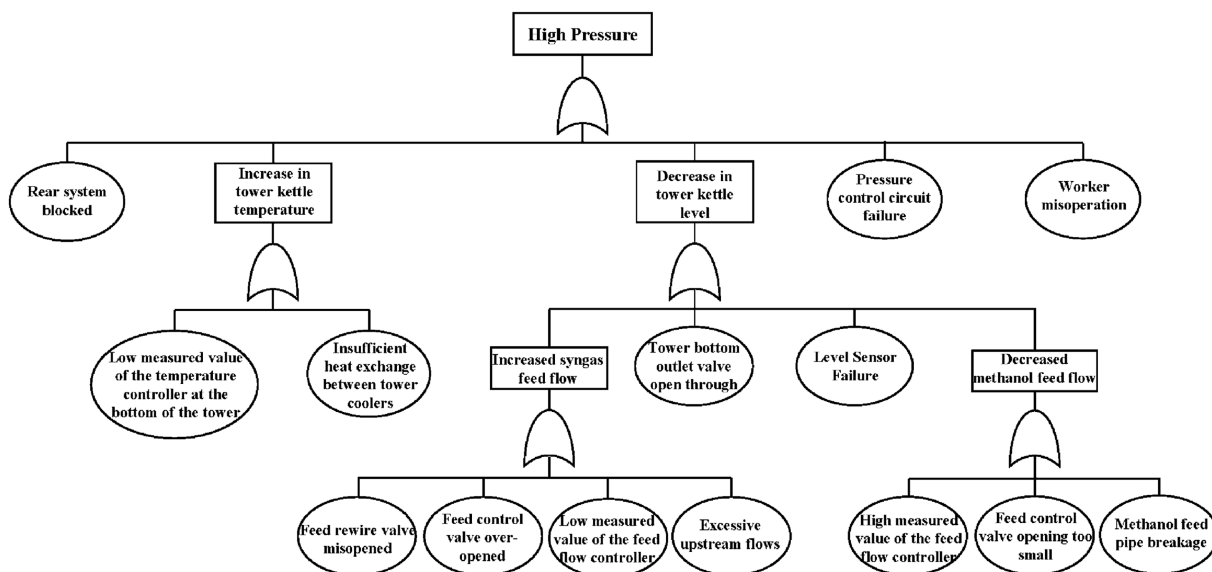 High Pressure
Rear system
blocked
Increase in
tower kettle
temperature
Decrease in
tower kettle
level
Pressure
control circuit
failure
Worker
misoperation
Low measured value
of the temperature
controller at the
bottom of the tower
Insufficient
heat exchange
between tower
coolers
Increased syngas
feed flow
Tower bottom
outlet valve
open through
Level Sensor
Failure
Decreased
methanol feed flow
Feed rewire valve
misopened
Feed control
valve over-
opened
Low measured
value of the feed
flow controller
Excessive
upstream flows
High measured
value of the feed
flow controller
Feed control
valve opening too
small
Methanol feed
pipe breakage